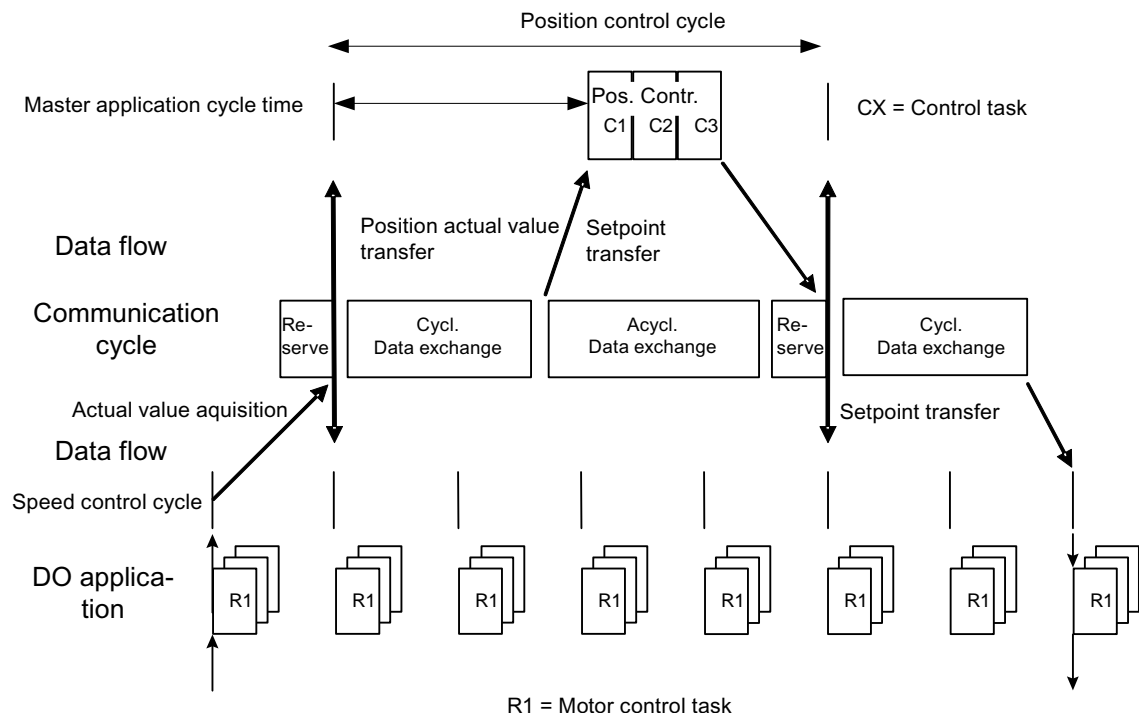 Position control cycle
Master application cycle time
Pos. Contr.
C1 C2 C3
CX = Control task
Data flow
Position actual value
transfer
Setpoint
transfer
Communication
cycle
Re-
serve
Cycl.
Data exchange
Acycl.
Data exchange
Re-
serve
Cycl.
Data exchange
Actual value aquisition
Setpoint transfer
Data flow
Speed control cycle
DO applica-
tion
R1 R1 R1 R1 R1 R1 R1 R1
R1 = Motor control task